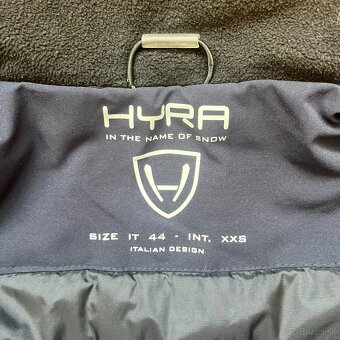 HYRA
IN THE NAME OF SNOW
H
SIZE IT 44 - INT. XXS
ITALIAN DESIGN